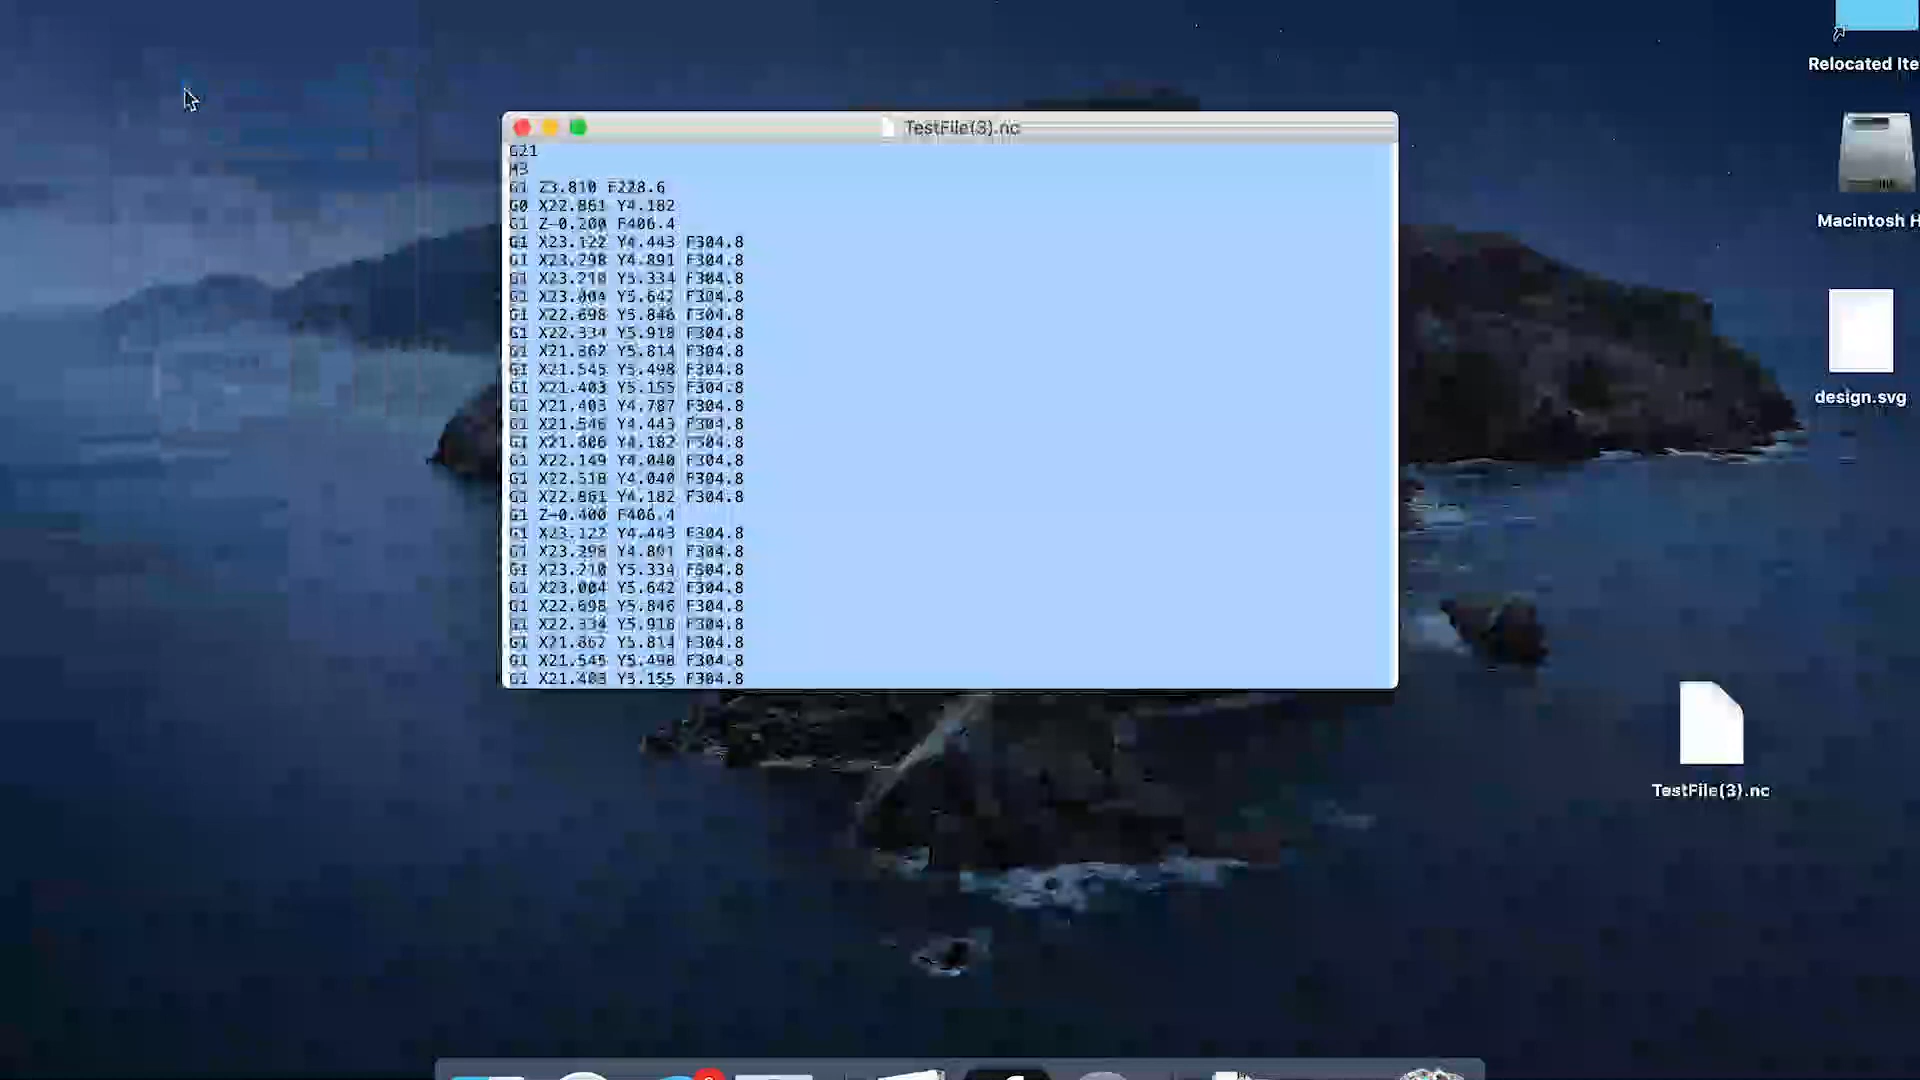 Relocated Ite
TestFile(3).nc
G21
M3
G1 Z3.810 F228.6
G0 X22.861 Y4.182
G1 Z-0.200 F406.4
G1 X23.122 Y4.443 F304.8
G1 X23.298 Y4.891 F304.8
G1 X23.210 Y5.334 F304.8
G1 X23.004 Y5.642 F304.8
G1 X22.698 Y5.846 F304.8
G1 X22.334 Y5.918 F304.8
G1 X21.862 Y5.814 F304.8
G1 X21.545 Y5.498 F304.8
G1 X21.403 Y5.155 F304.8
G1 X21.403 Y4.787 F304.8
G1 X21.546 Y4.443 F304.8
G1 X21.806 Y4.182 F304.8
G1 X22.149 Y4.040 F304.8
G1 X22.518 Y4.040 F304.8
G1 X22.861 Y4.182 F304.8
G1 Z-0.400 F406.4
G1 X23.122 Y4.443 F304.8
G1 X23.298 Y4.891 F304.8
G1 X23.210 Y5.334 F304.8
G1 X23.004 Y5.642 F304.8
G1 X22.698 Y5.846 F304.8
G1 X22.334 Y5.918 F304.8
G1 X21.862 Y5.814 F304.8
G1 X21.545 Y5.498 F304.8
G1 X21.403 Y5.155 F304.8
Macintosh H
design.svg
TestFile(3).nc